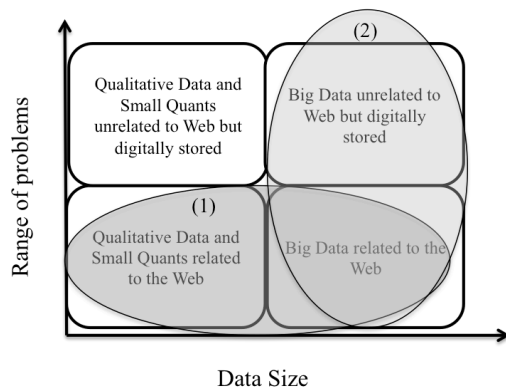 (2)
Qualitative Data and
Small Quants
unrelated to Web but
digitally stored
Big Data unrelated to
Web but digitally
stored
Range of problems
(1)
Qualitative Data and
Small Quants related
to the Web
Big Data related to the
Web
Data Size